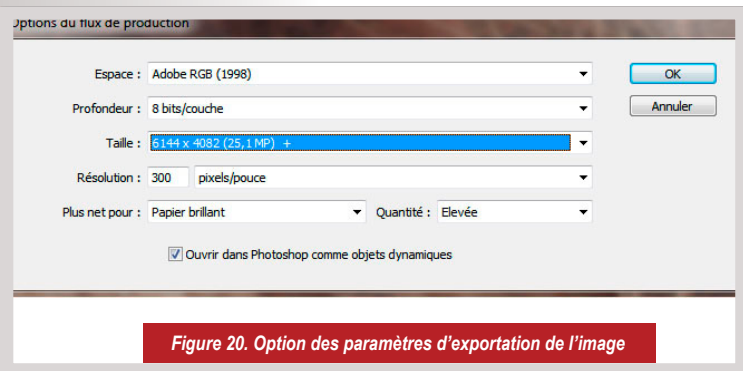 Options du flux de production
Espace : Adobe RGB (1998)
OK
Profondeur : 8 bits/couche
Annuler
Taille : 6144 x 4082 (25,1 MP) +
Résolution : 300 pixels/pouce
Plus net pour : Papier brillant Quantité : Elevée
Ouvrir dans Photoshop comme objets dynamiques
Figure 20. Option des paramètres d’exportation de l’image